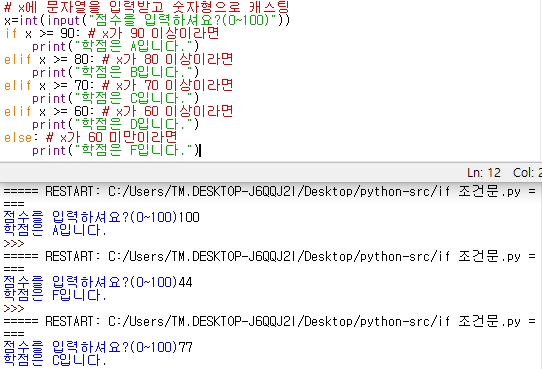 # x에 문자열을 입력받고 숫자형으로 캐스팅
x=int(input("점수를 입력하셔요?(0~100)"))
if x >= 90: # x가 90 이상이라면
    print("학점은 A입니다.")
elif x >= 80: # x가 80 이상이라면
    print("학점은 B입니다.")
elif x >= 70: # x가 70 이상이라면
    print("학점은 C입니다.")
elif x >= 60: # x가 60 이상이라면
    print("학점은 D입니다.")
else: # x가 60 미만이라면
    print("학점은 F입니다.")
Ln: 12 Col: 2
===== RESTART: C:/Users/TM.DESKTOP-J6QQJ2I/Desktop/python-src/if 조건문.py =
===
점수를 입력하셔요?(0~100)100
학점은 A입니다.
>>>
===== RESTART: C:/Users/TM.DESKTOP-J6QQJ2I/Desktop/python-src/if 조건문.py =
===
점수를 입력하셔요?(0~100)44
학점은 F입니다.
>>>
===== RESTART: C:/Users/TM.DESKTOP-J6QQJ2I/Desktop/python-src/if 조건문.py =
===
점수를 입력하셔요?(0~100)77
학점은 C입니다.